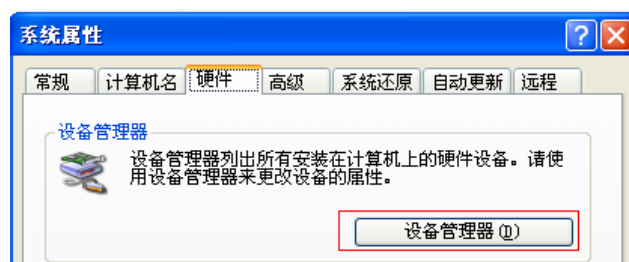 系统属性
常规 计算机名 硬件 高级 系统还原 自动更新 远程
设备管理器
设备管理器列出所有安装在计算机上的硬件设备。请使
用设备管理器来更改设备的属性。
设备管理器(D)